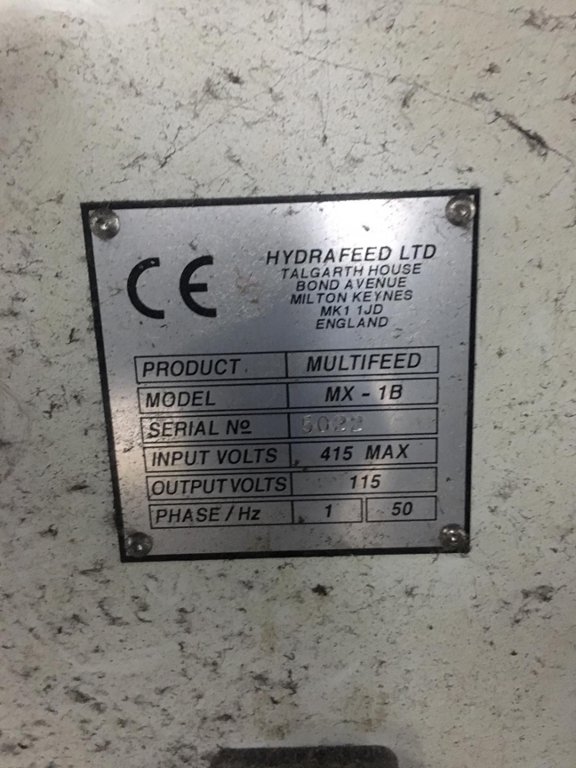 CE
HYDRAFEED LTD
TALGARTH HOUSE
BOND AVENUE
MILTON KEYNES
MK1 1JD
ENGLAND
PRODUCT MULTIFEED
MODEL MX - 1B
SERIAL Nº 5022
INPUT VOLTS 415 MAX
OUTPUT VOLTS 115
PHASE / Hz 1 50